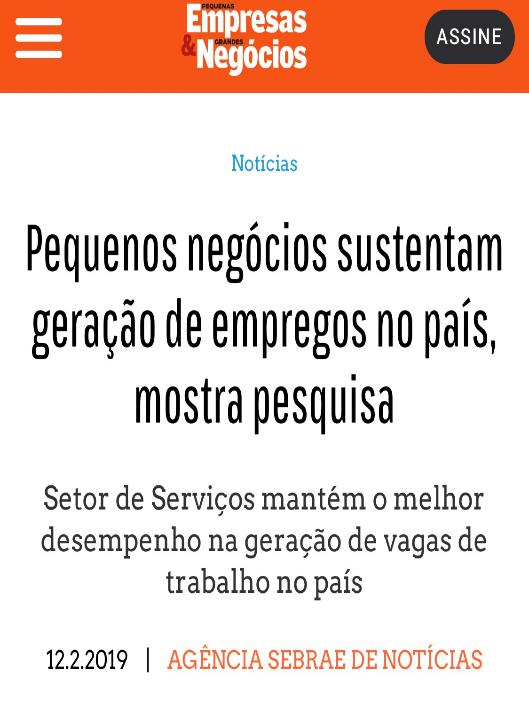 PEQUENAS
Empresas
& GRANDES
Negócios
ASSINE
Notícias
Pequenos negócios sustentam
geração de empregos no país,
mostra pesquisa
Setor de Serviços mantém o melhor
desempenho na geração de vagas de
trabalho no país
12.2.2019 | AGÊNCIA SEBRAE DE NOTÍCIAS